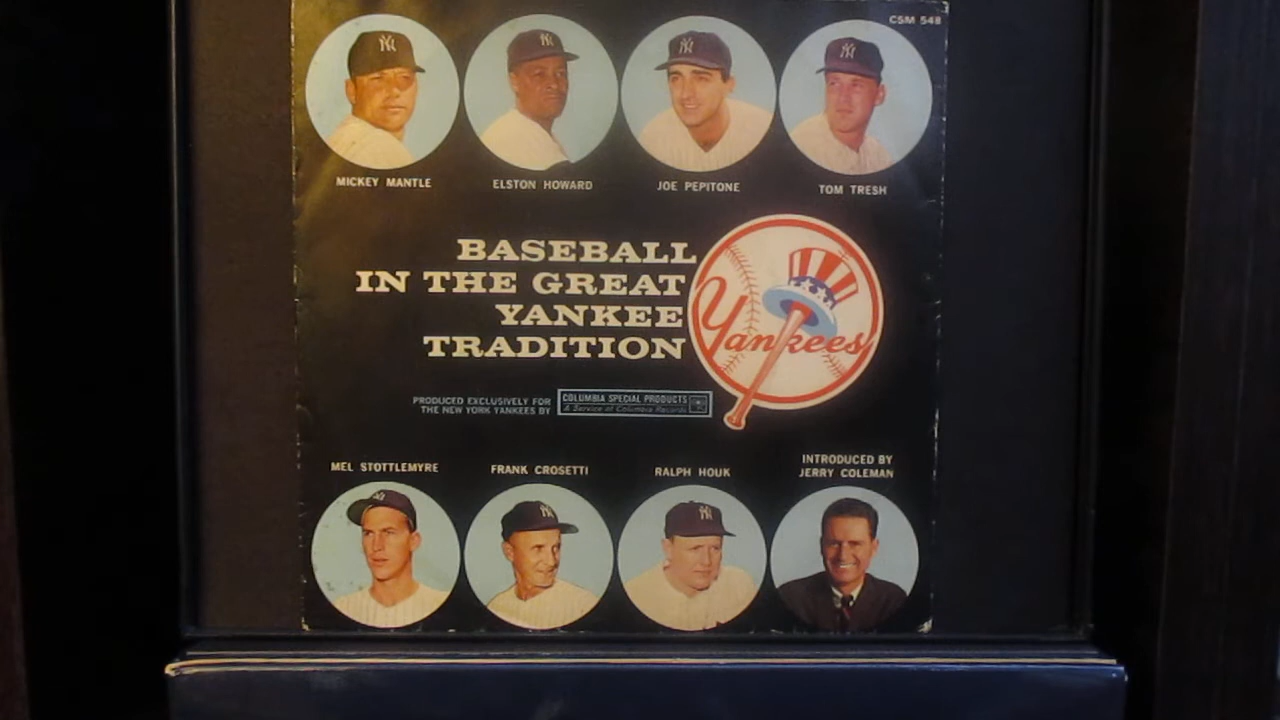 CSM 548
MICKEY MANTLE
ELSTON HOWARD
JOE PEPITONE
TOM TRESH
BASEBALL
IN THE GREAT
YANKEE
TRADITION
Yankees
PRODUCED EXCLUSIVELY FOR
THE NEW YORK YANKEES BY
COLUMBIA SPECIAL PRODUCTS
A Service of Columbia Records
MEL STOTTLEMYRE
FRANK CROSETTI
RALPH HOUK
INTRODUCED BY
JERRY COLEMAN